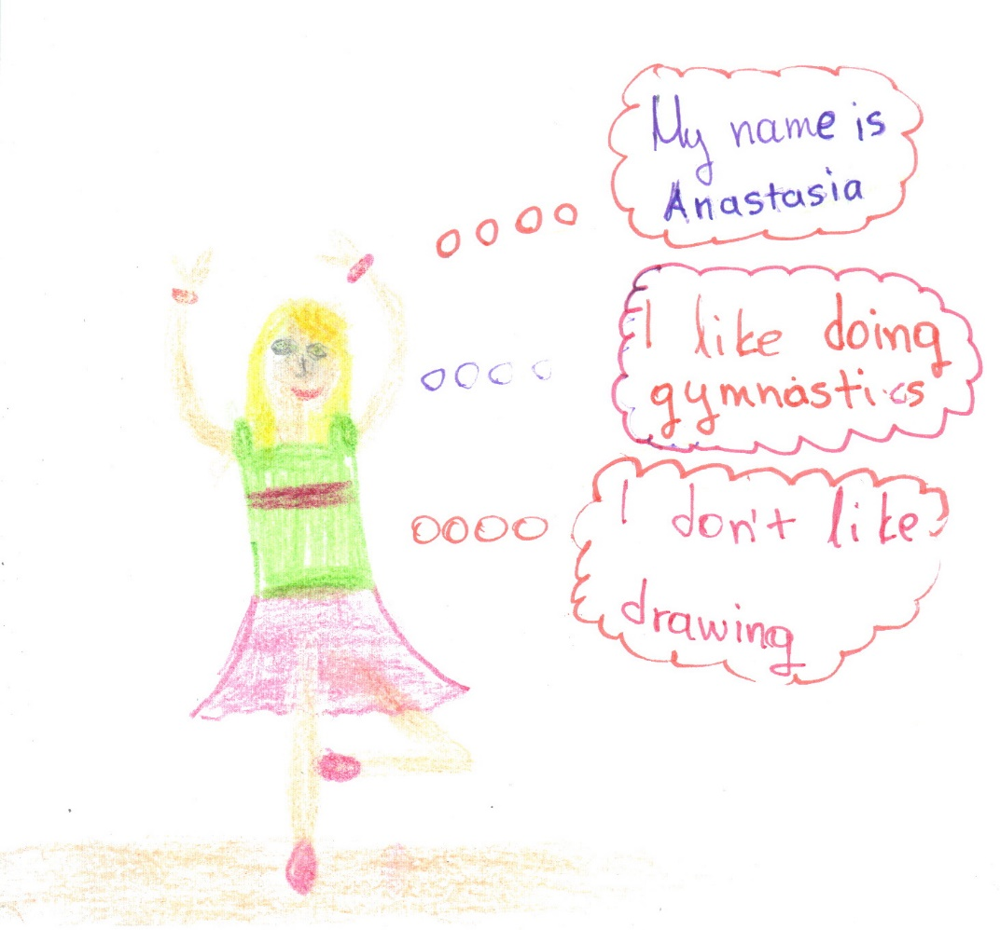 My name is
Anastasia
I like doing
gymnastics
I don't like
drawing